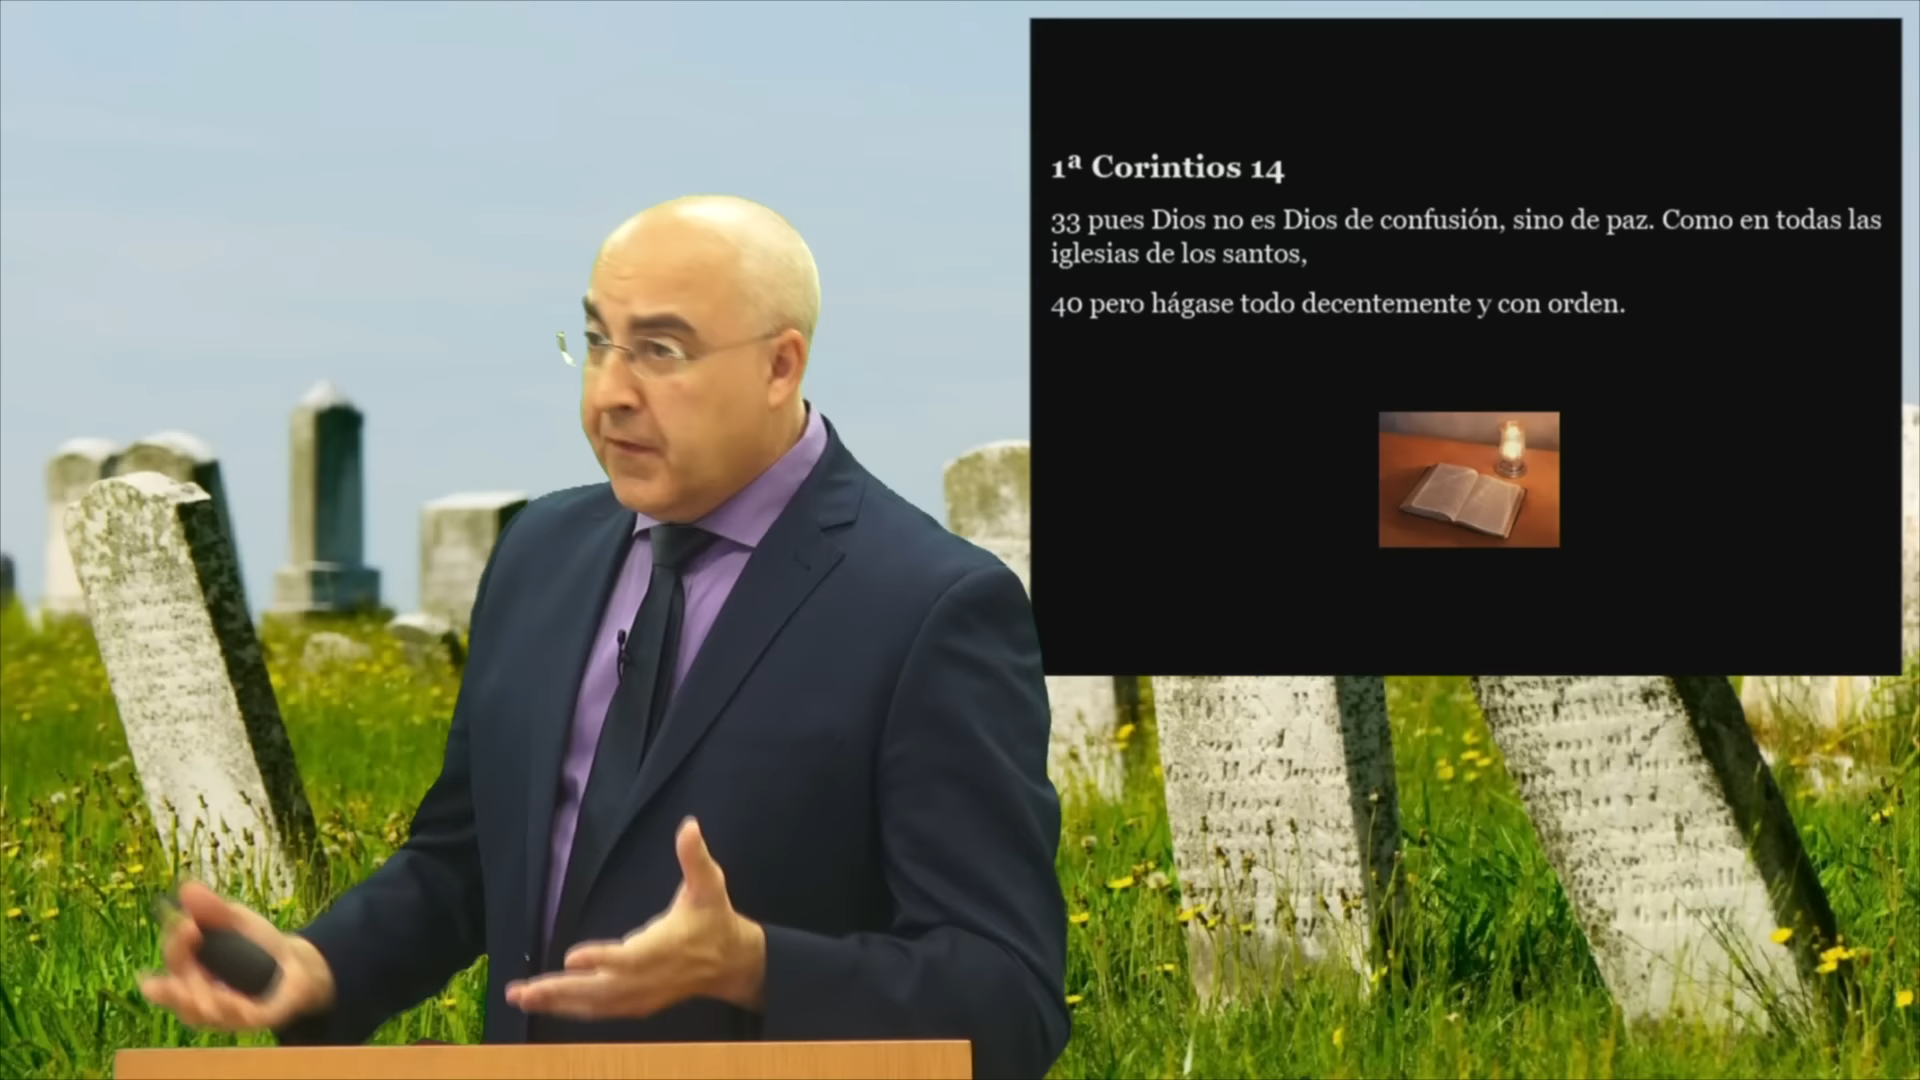 1ª Corintios 14
33 pues Dios no es Dios de confusión, sino de paz. Como en todas las
iglesias de los santos,
40 pero hágase todo decentemente y con orden.